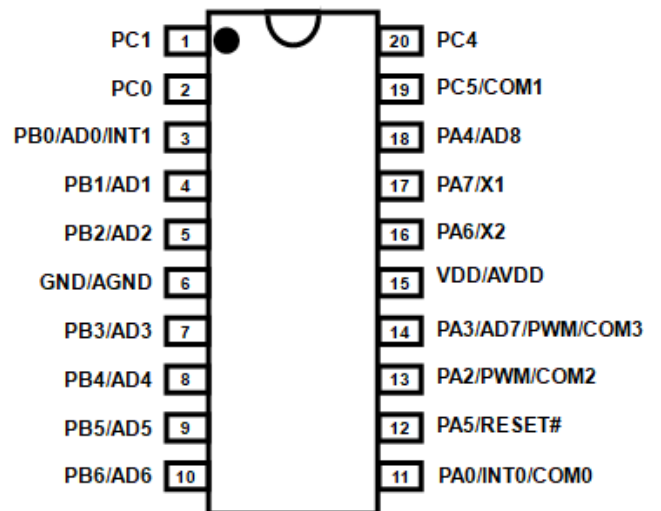 PC1 1 20 PC4
PC0 2 19 PC5/COM1
PB0/AD0/INT1 3 18 PA4/AD8
PB1/AD1 4 17 PA7/X1
PB2/AD2 5 16 PA6/X2
GND/AGND 6 15 VDD/AVDD
PB3/AD3 7 14 PA3/AD7/PWM/COM3
PB4/AD4 8 13 PA2/PWM/COM2
PB5/AD5 9 12 PA5/RESET#
PB6/AD6 10 11 PA0/INT0/COM0